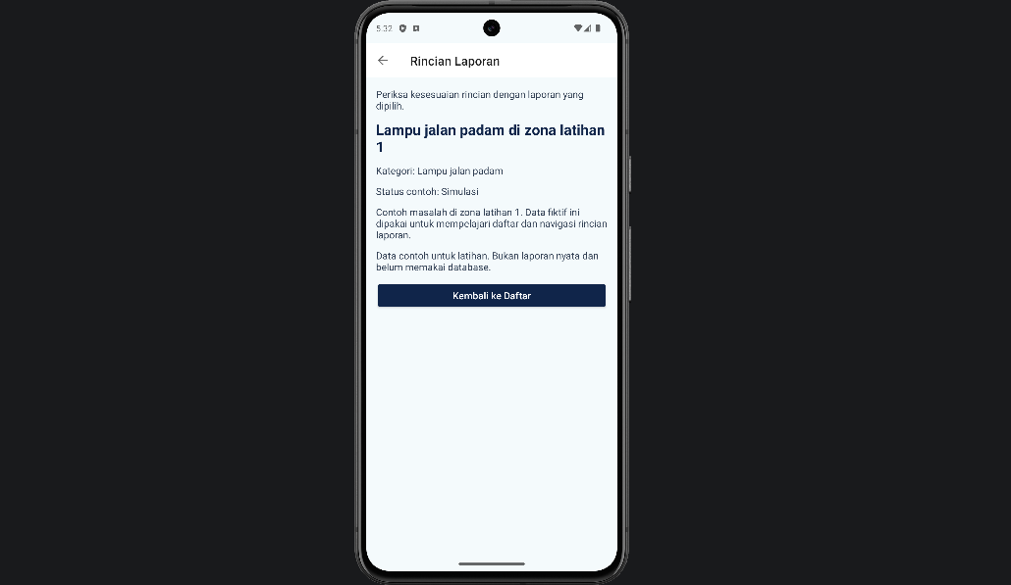 5:32
Rincian Laporan
Periksa kesesuaian rincian dengan laporan yang
dipilih.
Lampu jalan padam di zona latihan
1
Kategori: Lampu jalan padam
Status contoh: Simulasi
Contoh masalah di zona latihan 1. Data fiktif ini
dipakai untuk mempelajari daftar dan navigasi rincian
laporan.
Data contoh untuk latihan. Bukan laporan nyata dan
belum memakai database.
Kembali ke Daftar